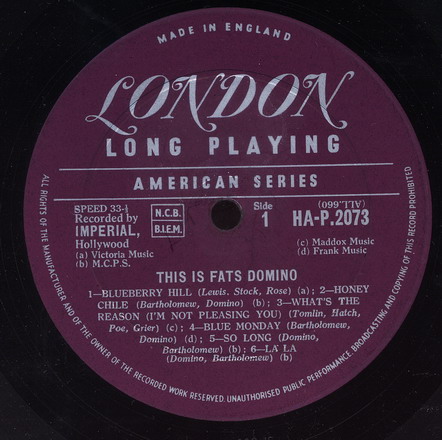 MADE IN ENGLAND
LONDON
LONG PLAYING
AMERICAN SERIES
SPEED 33-⅓
Recorded by
IMPERIAL,
Hollywood
(a) Victoria Music
(b) M.C.P.S.
N.C.B.
B.I.E.M.
Side
1
(ALL.099)
HA-P.2073
(c) Maddox Music
(d) Frank Music
THIS IS FATS DOMINO
1—BLUEBERRY HILL (Lewis, Stock, Rose) (a); 2—HONEY
CHILE (Bartholomew, Domino) (b); 3—WHAT'S THE
REASON (I'M NOT PLEASING YOU) (Tomlin, Hatch,
Poe, Grier) (c); 4—BLUE MONDAY (Bartholomew,
Domino) (d); 5—SO LONG (Domino,
Bartholomew) (b); 6—LA LA
(Domino, Bartholomew) (b)
ALL RIGHTS OF THE MANUFACTURER AND OF THE OWNER OF THE RECORDED WORK RESERVED. UNAUTHORISED PUBLIC PERFORMANCE, BROADCASTING AND COPYING OF THIS RECORD PROHIBITED